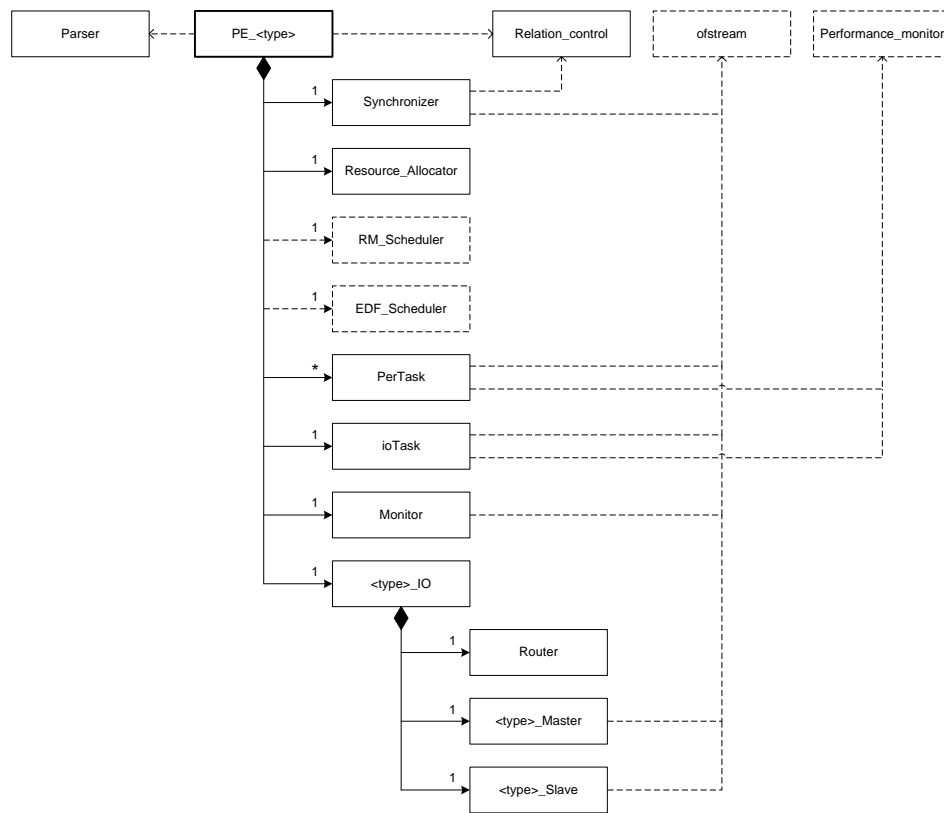 Parser
PE_<type>
Relation_control
ofstream
Performance_monitor
1
Synchronizer
1
Resource_Allocator
1
RM_Scheduler
1
EDF_Scheduler
*
PerTask
1
ioTask
1
Monitor
1
<type>_IO
1
Router
1
<type>_Master
1
<type>_Slave